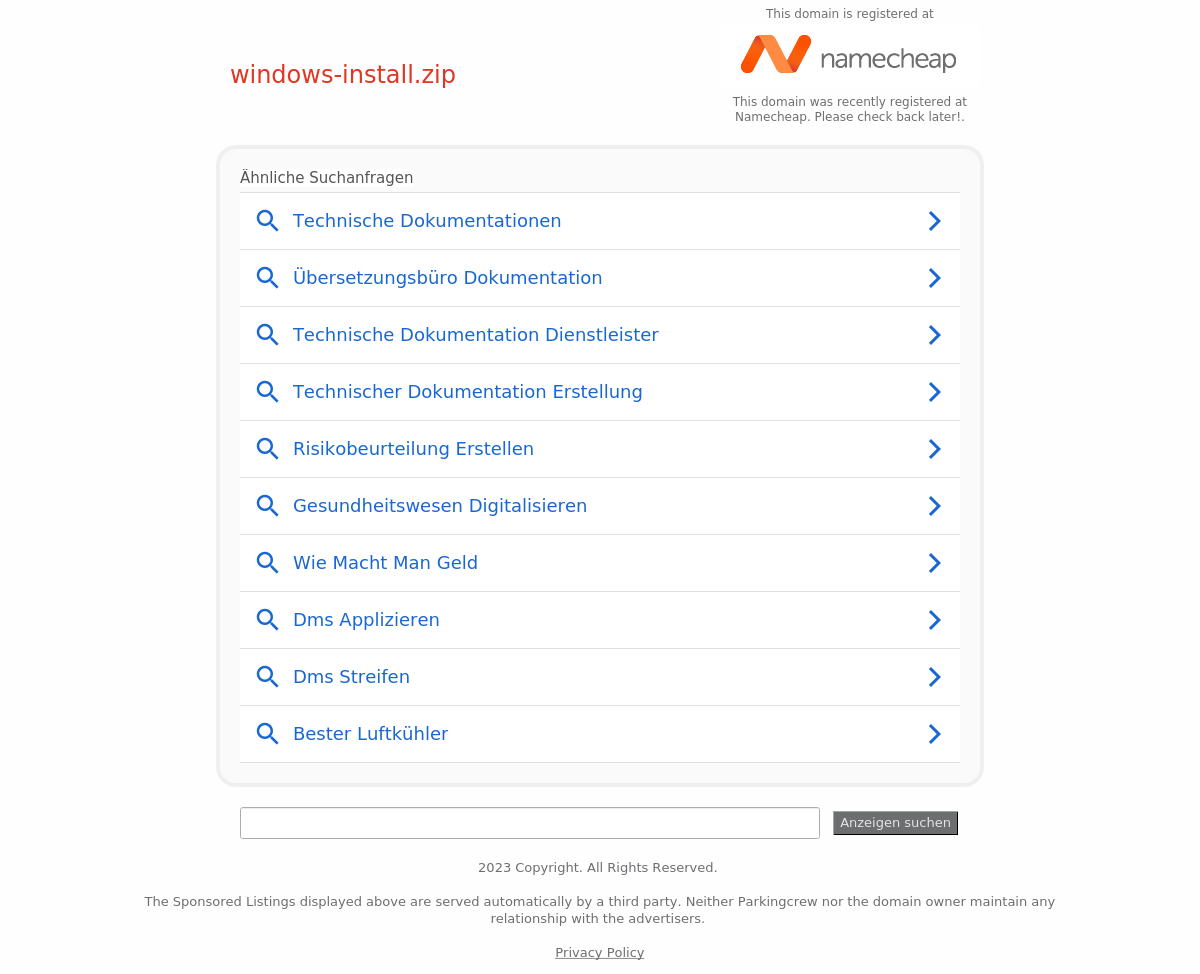 This domain is registered at
namecheap
windows-install.zip
This domain was recently registered at
Namecheap. Please check back later!.
Ähnliche Suchanfragen
Technische Dokumentationen
Übersetzungsbüro Dokumentation
Technische Dokumentation Dienstleister
Technischer Dokumentation Erstellung
Risikobeurteilung Erstellen
Gesundheitswesen Digitalisieren
Wie Macht Man Geld
Dms Applizieren
Dms Streifen
Bester Luftkühler
Anzeigen suchen
2023 Copyright. All Rights Reserved.
The Sponsored Listings displayed above are served automatically by a third party. Neither Parkingcrew nor the domain owner maintain any
relationship with the advertisers.
Privacy Policy